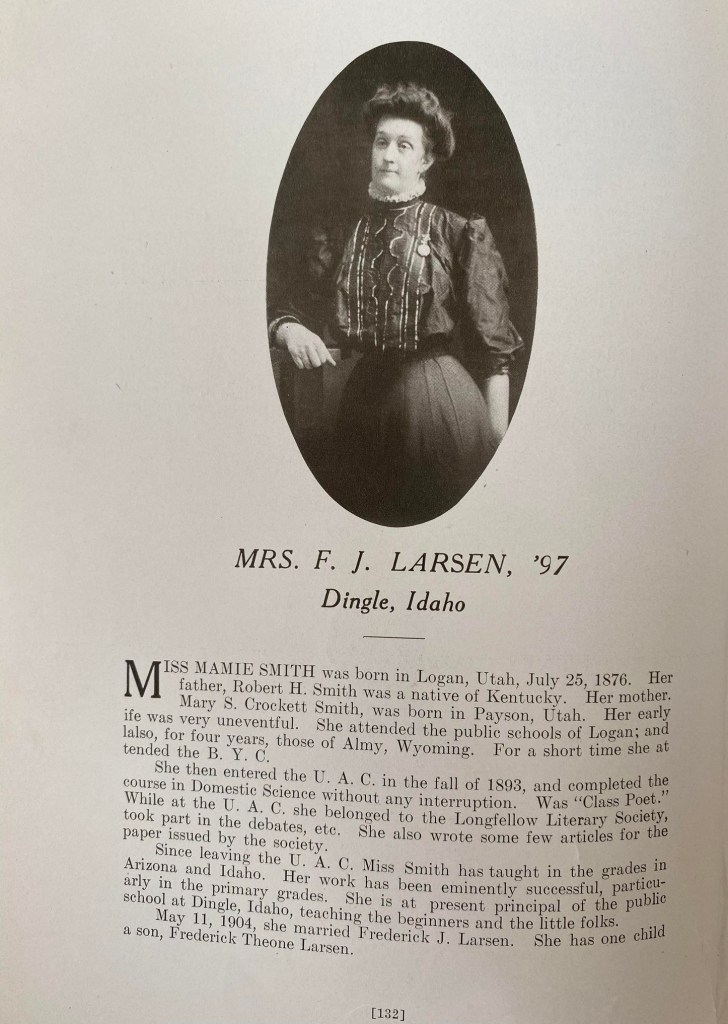 MRS. F. J. LARSEN, '97
Dingle, Idaho
MISS MAMIE SMITH was born in Logan, Utah, July 25, 1876. Her
father, Robert H. Smith was a native of Kentucky. Her mother.
Mary S. Crockett Smith, was born in Payson, Utah. Her early
ife was very uneventful. She attended the public schools of Logan; and
lalso, for four years, those of Almy, Wyoming. For a short time she at
tended the B. Y. C.
She then entered the U. A. C. in the fall of 1893, and completed the
course in Domestic Science without any interruption. Was "Class Poet."
While at the U. A. C. she belonged to the Longfellow Literary Society,
took part in the debates, etc. She also wrote some few articles for the
paper issued by the society.
Since leaving the U. A. C. Miss Smith has taught in the grades in
Arizona and Idaho. Her work has been eminently successful, particu-
arly in the primary grades. She is at present principal of the public
school at Dingle, Idaho, teaching the beginners and the little folks.
May 11, 1904, she married Frederick J. Larsen. She has one child
a son, Frederick Theone Larsen.
[132]